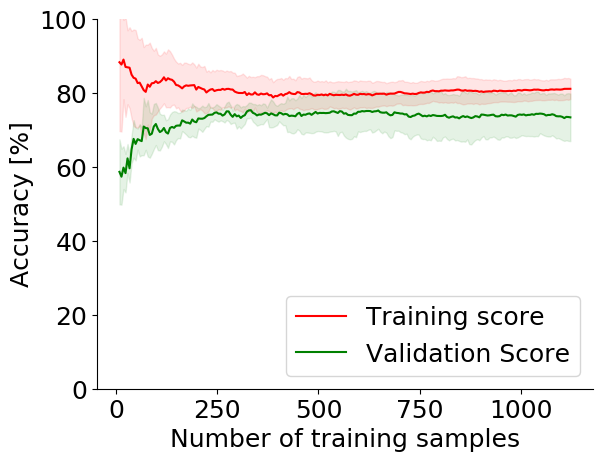 100
80
60
40
20
0
Accuracy [%]
Training score
Validation Score
0 250 500 750 1000
Number of training samples